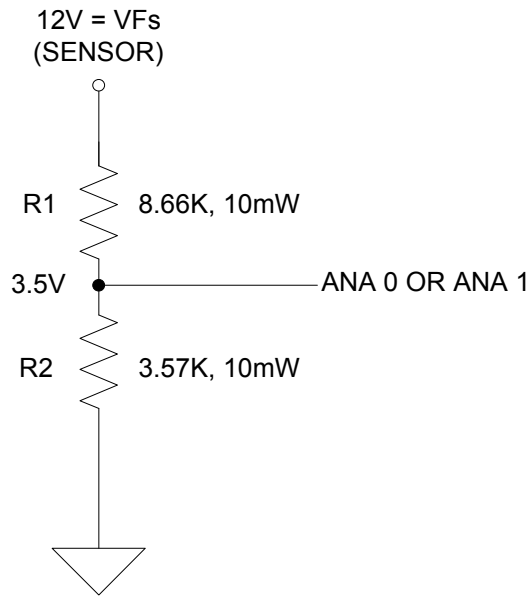 12V = VFs
(SENSOR)
R1
8.66K, 10mW
3.5V
ANA 0 OR ANA 1
R2
3.57K, 10mW